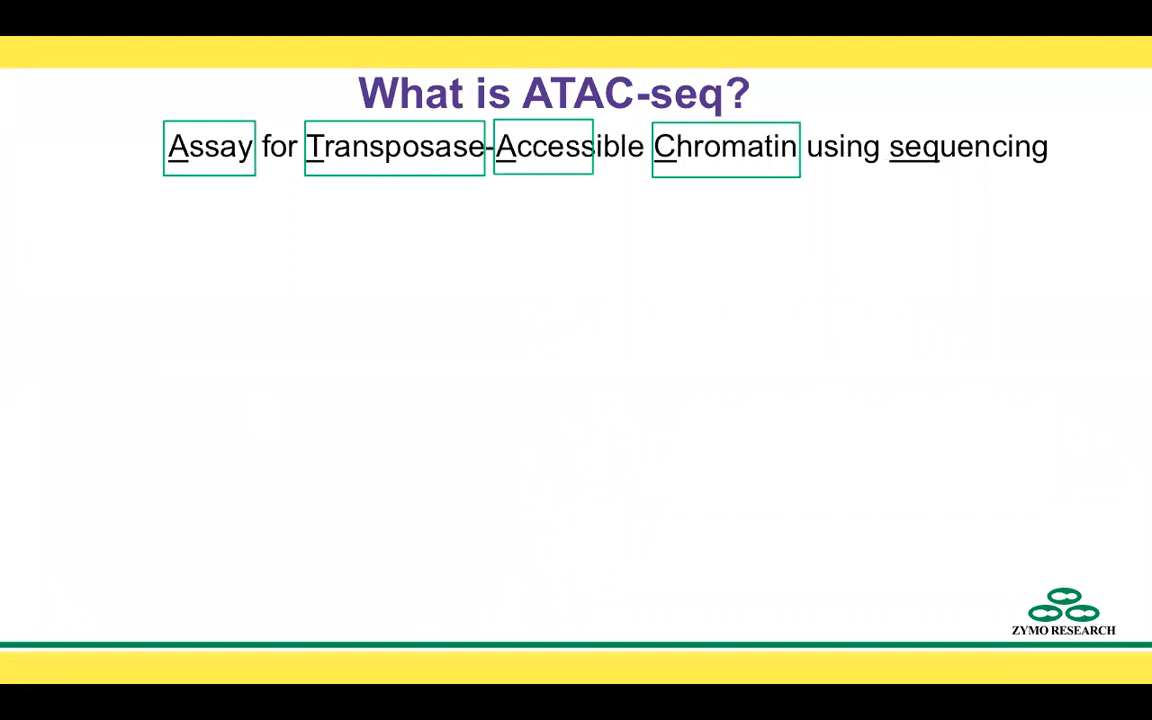 What is ATAC-seq?
Assay for Transposase-Accessible Chromatin using sequencing
ZYMO RESEARCH